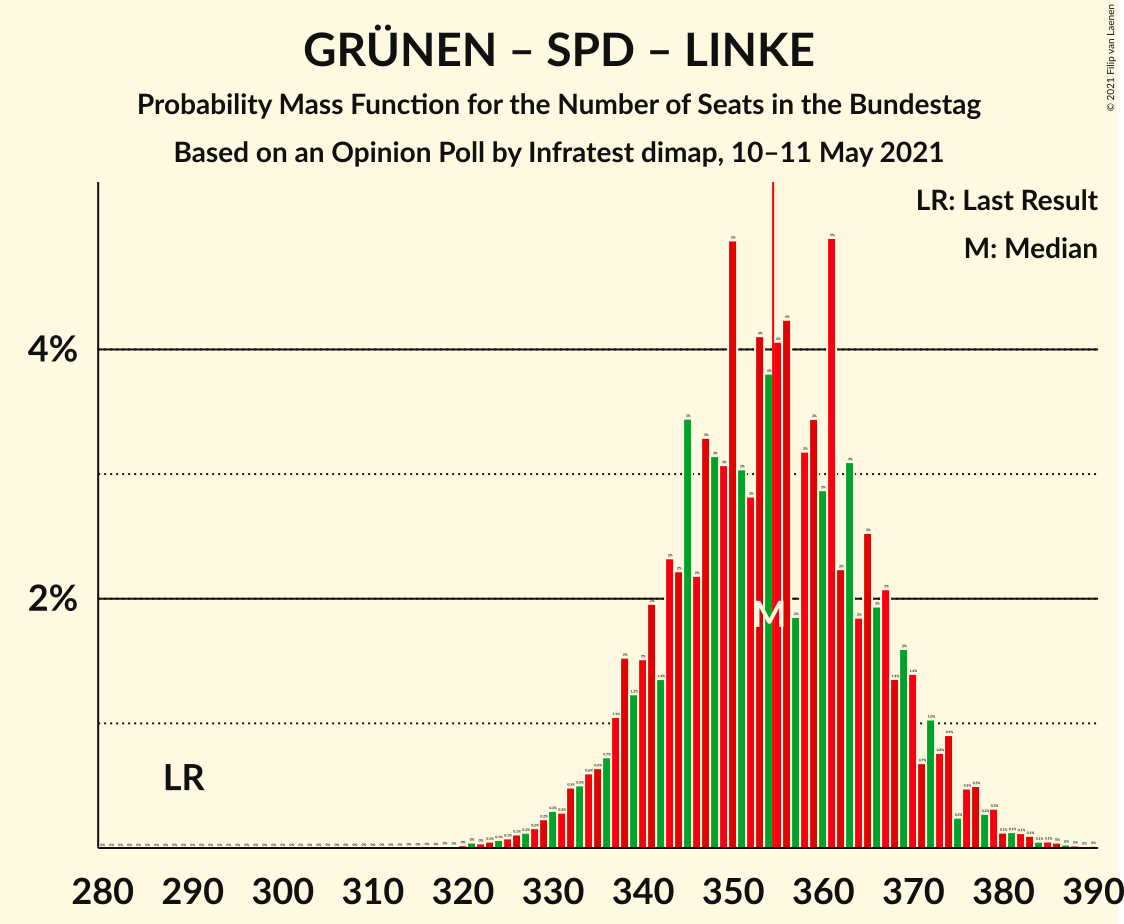 GRÜNEN – SPD – LINKE
Probability Mass Function for the Number of Seats in the Bundestag
Based on an Opinion Poll by Infratest dimap, 10–11 May 2021
© 2021 Filip van Laenen
LR: Last Result
M: Median
4%
2%
M
LR
280 290 300 310 320 330 340 350 360 370 380 390